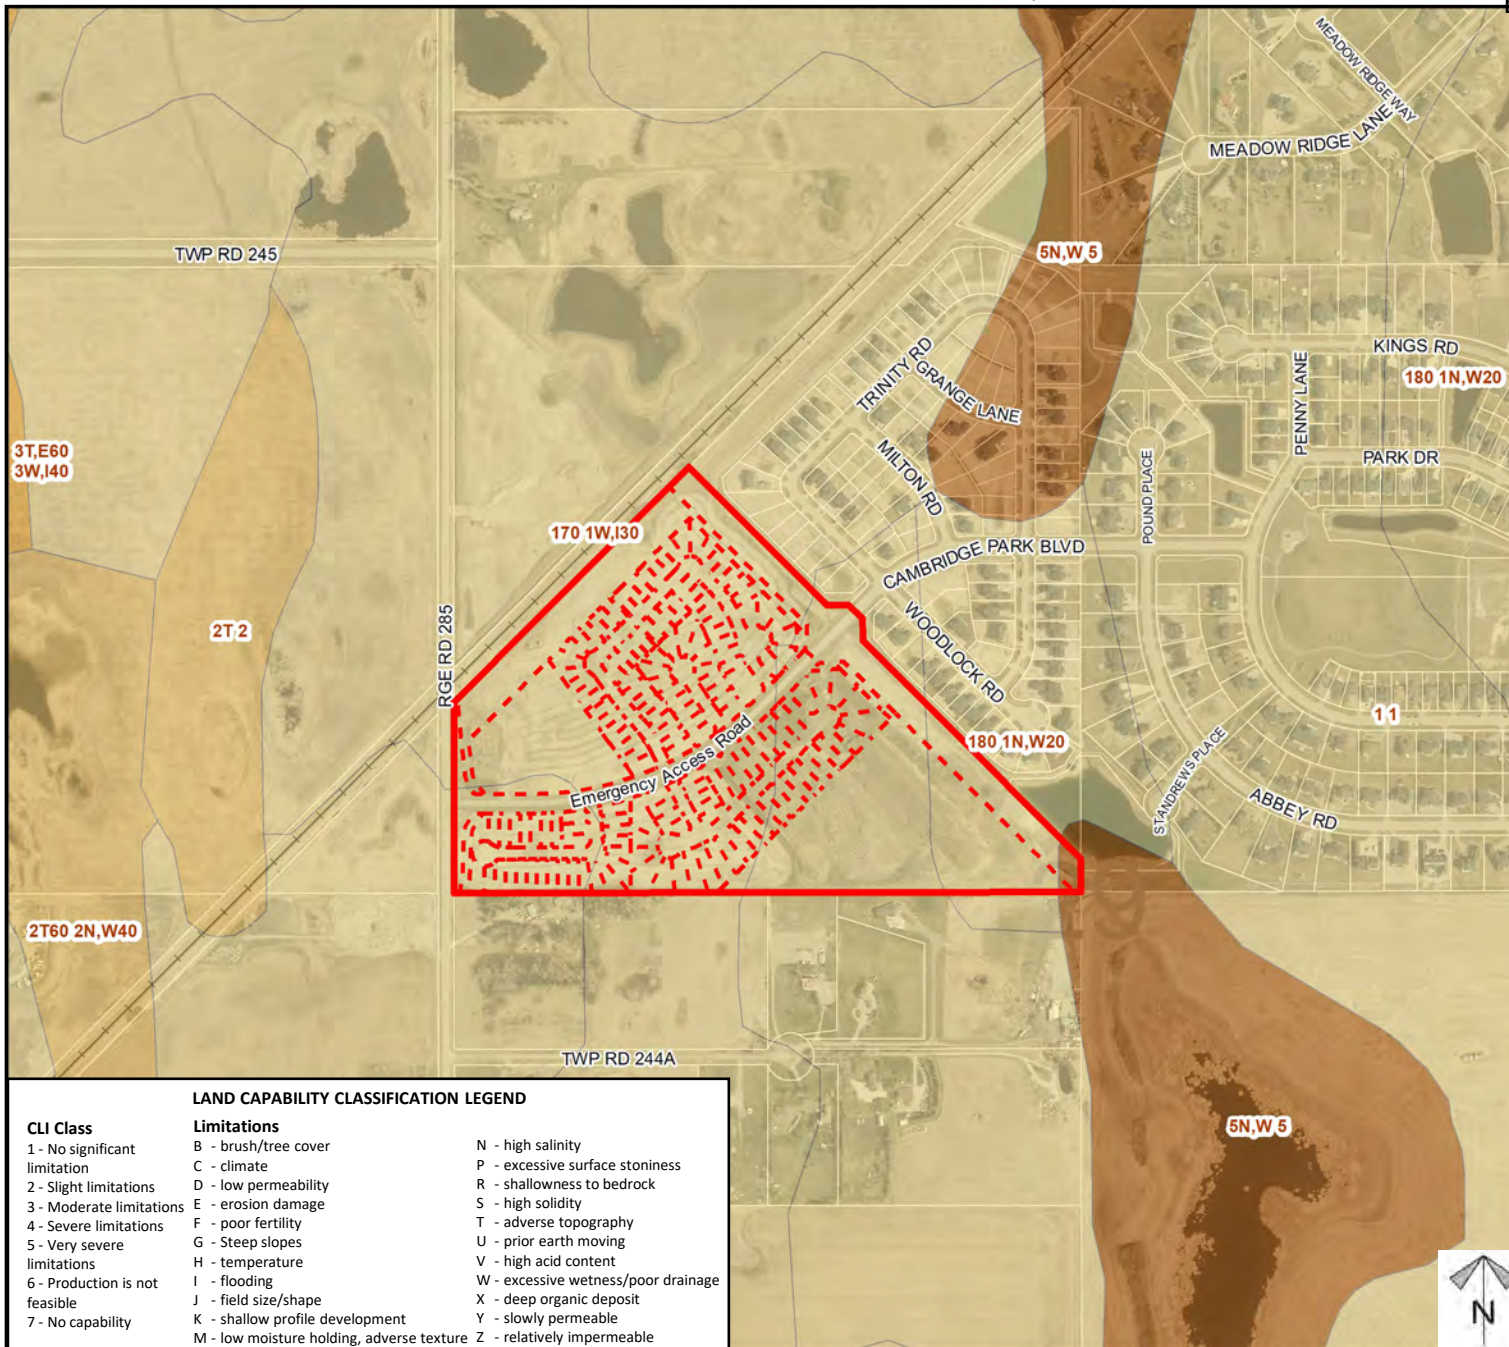 MEADOW RIDGE WAY
MEADOW RIDGE LANE
TWP RD 245
5N,W 5
TRINITY RD
GRANGE LANE
KINGS RD
180 1N,W20
PENNY LANE
3T,E60
3W,I40
MILTON RD
POUND PLACE
PARK DR
170 1W,I30
CAMBRIDGE PARK BLVD
2T 2
RGE RD 285
WOODLOCK RD
Emergency Access Road
180 1N,W20
1 1
STANDREWS PLACE
ABBEY RD
2T60 2N,W40
TWP RD 244A
5N,W 5
LAND CAPABILITY CLASSIFICATION LEGEND
CLI Class
1 - No significant
limitation
2 - Slight limitations
3 - Moderate limitations
4 - Severe limitations
5 - Very severe
limitations
6 - Production is not
feasible
7 - No capability
Limitations
B - brush/tree cover
C - climate
D - low permeability
E - erosion damage
F - poor fertility
G - Steep slopes
H - temperature
I - flooding
J - field size/shape
K - shallow profile development
M - low moisture holding, adverse texture
N - high salinity
P - excessive surface stoniness
R - shallowness to bedrock
S - high solidity
T - adverse topography
U - prior earth moving
V - high acid content
W - excessive wetness/poor drainage
X - deep organic deposit
Y - slowly permeable
Z - relatively impermeable
N